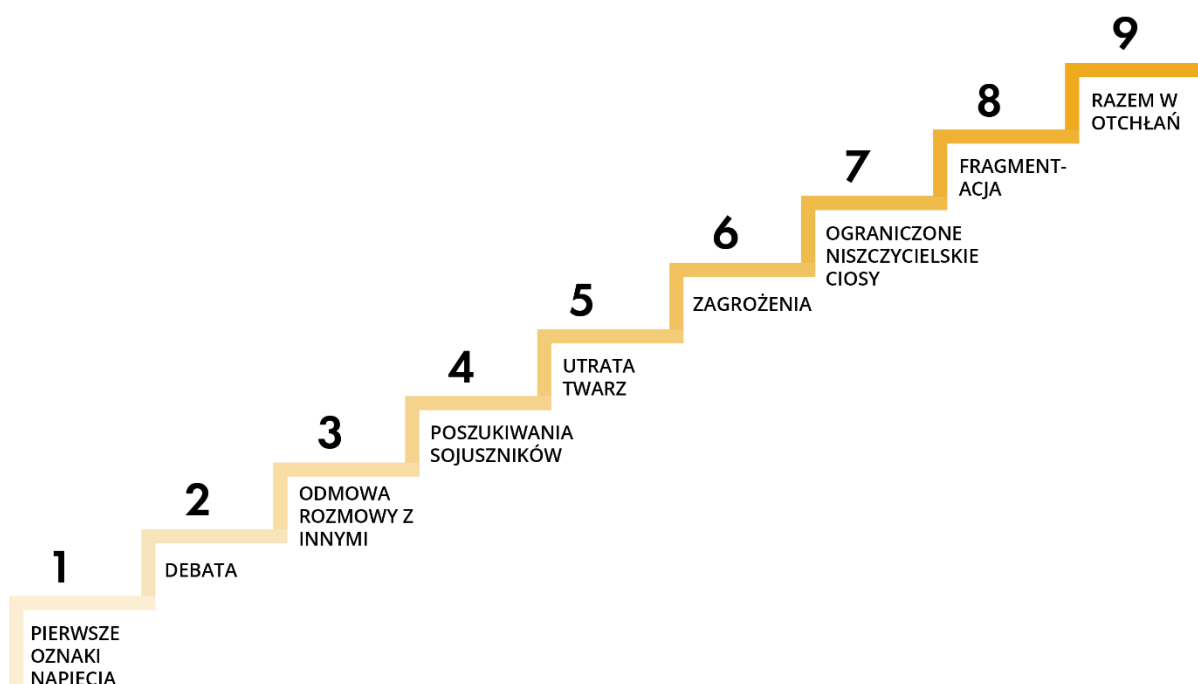 1
PIERWSZE
OZNAKI
NAPIĘCIA
2
DEBATA
3
ODMOWA
ROZMOWY Z
INNYMI
4
POSZUKIWANIA
SOJUSZNIKÓW
5
UTRATA
TWARZ
6
ZAGROŻENIA
7
OGRANICZONE
NISZCZYCIELSKIE
CIOSY
8
FRAGMENT-
ACJA
9
RAZEM W
OTCHŁAŃ